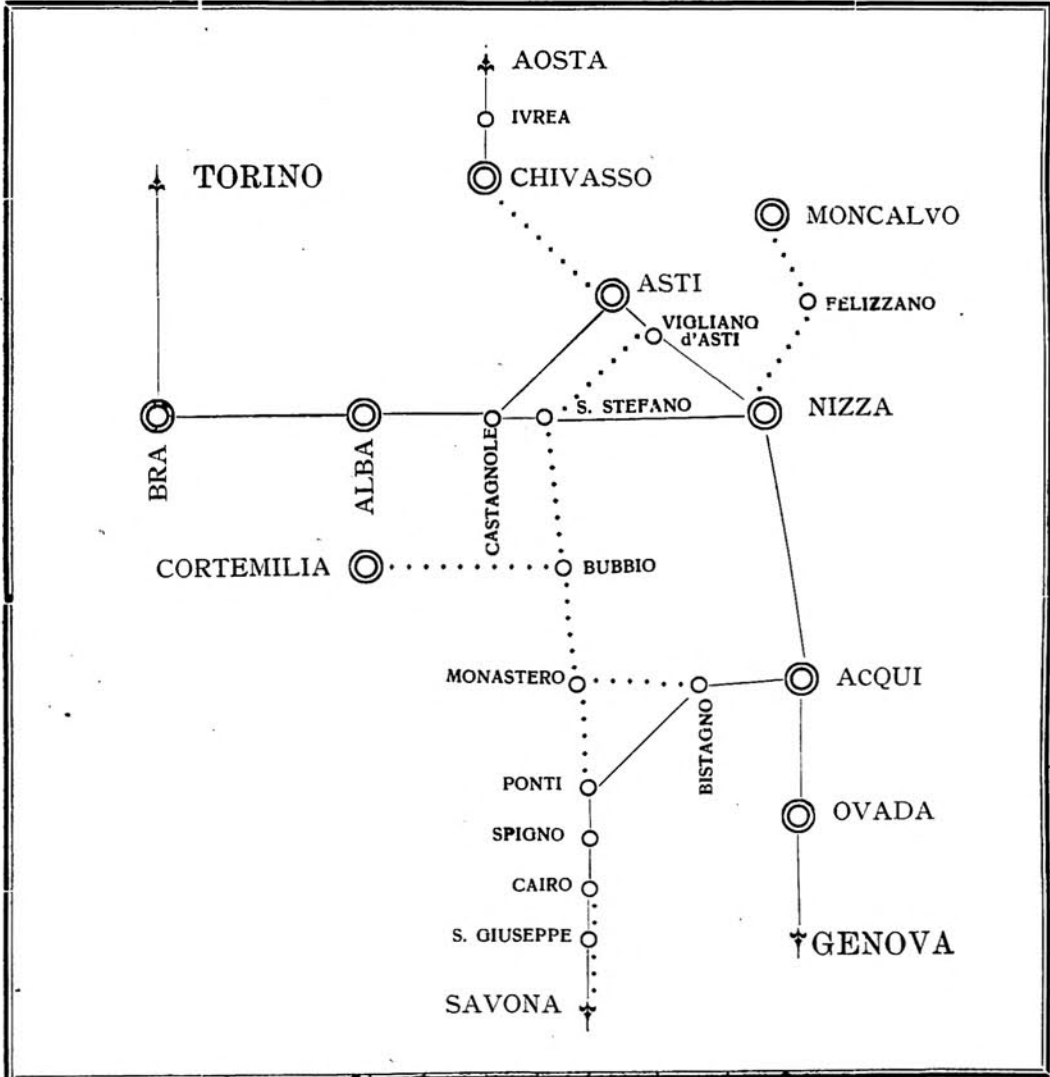 AOSTA
IVREA
TORINO
CHIVASSO
MONCALVO
ASTI
FELIZZANO
VIGLIANO
d'ASTI
S. STEFANO
NIZZA
BRA
ALBA
CASTAGNOLE
CORTEMILIA
BUBBIO
MONASTERO
ACQUI
BISTAGNO
PONTI
SPIGNO
OVADA
CAIRO
S. GIUSEPPE
GENOVA
SAVONA